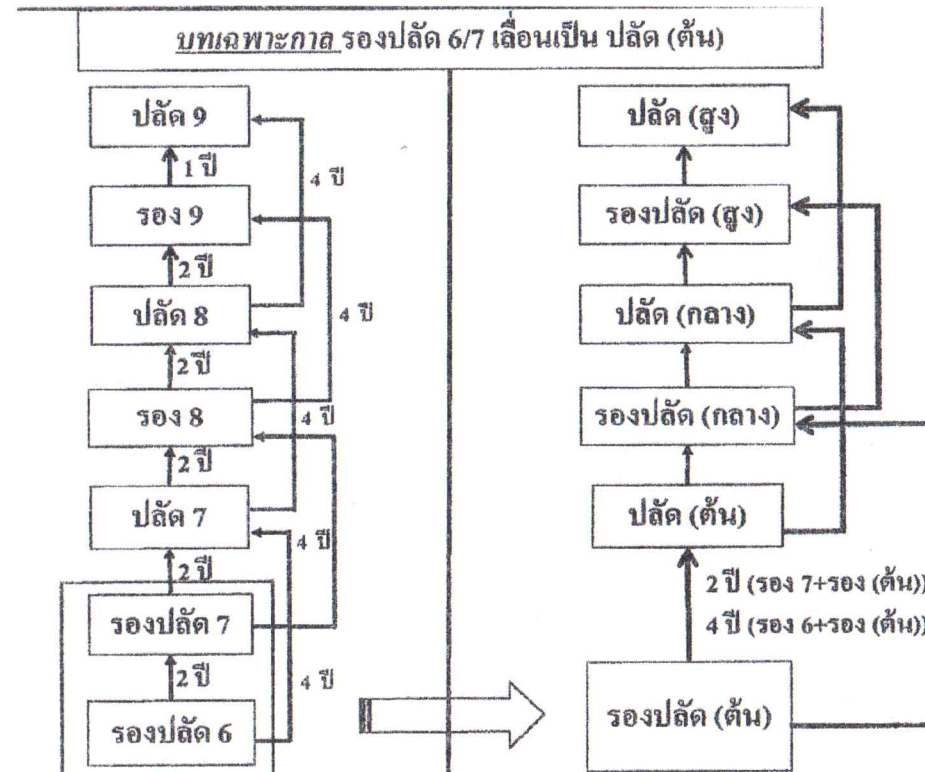 บทเฉพาะกาล รองปลัด 6/7 เลื่อนเป็น ปลัด (ต้น)
ปลัด 9
1 ปี
4 ปี
รอง 9
2 ปี
ปลัด 8
4 ปี
2 ปี
รอง 8
4 ปี
2 ปี
ปลัด 7
4 ปี
2 ปี
รองปลัด 7
2 ปี
4 ปี
รองปลัด 6
ปลัด (สูง)
รองปลัด (สูง)
ปลัด (กลาง)
รองปลัด (กลาง)
ปลัด (ต้น)
2 ปี (รอง 7+รอง (ต้น))
4 ปี (รอง 6+รอง (ต้น))
รองปลัด (ต้น)